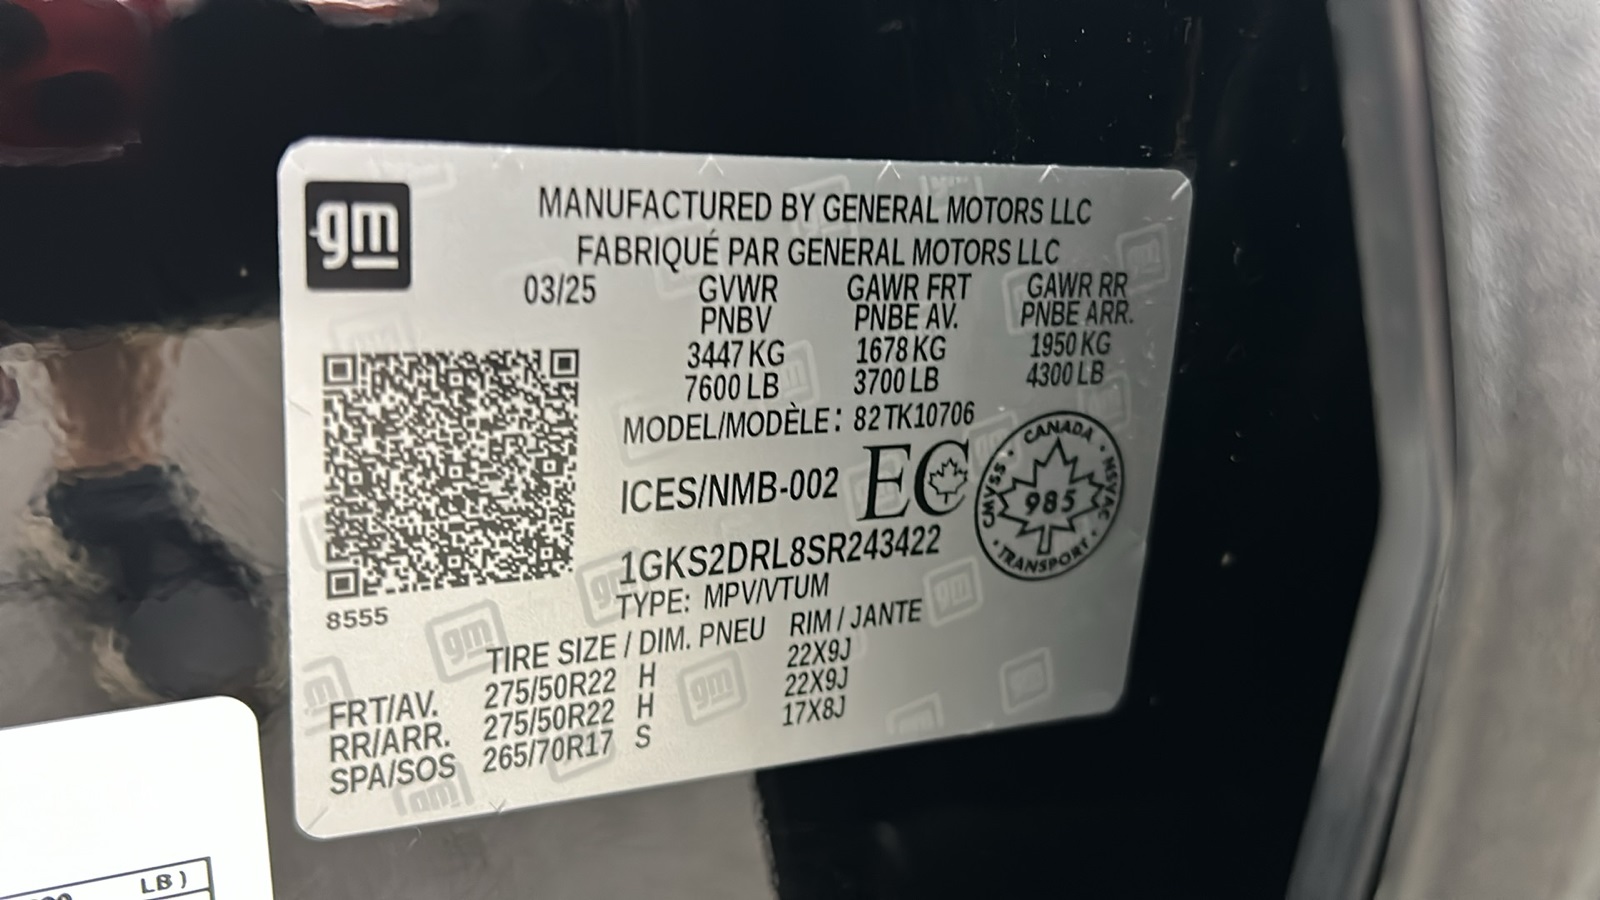 gm
MANUFACTURED BY GENERAL MOTORS LLC
FABRIQUÉ PAR GENERAL MOTORS LLC
03/25 GVWR GAWR FRT GAWR RR
PNBV PNBE AV. PNBE ARR.
3447 KG 1678 KG 1950 KG
7600 LB 3700 LB 4300 LB
MODEL/MODÈLE: 82TK10706
ICES/NMB-002 EC
CANADA
CMVSS · NSVAC
985
TRANSPORT
1GKS2DRL8SR243422
TYPE: MPV/VTUM
8555
TIRE SIZE / DIM. PNEU RIM / JANTE
FRT/AV. 275/50R22 H 22X9J
RR/ARR. 275/50R22 H 22X9J
SPA/SOS 265/70R17 S 17X8J
LB)